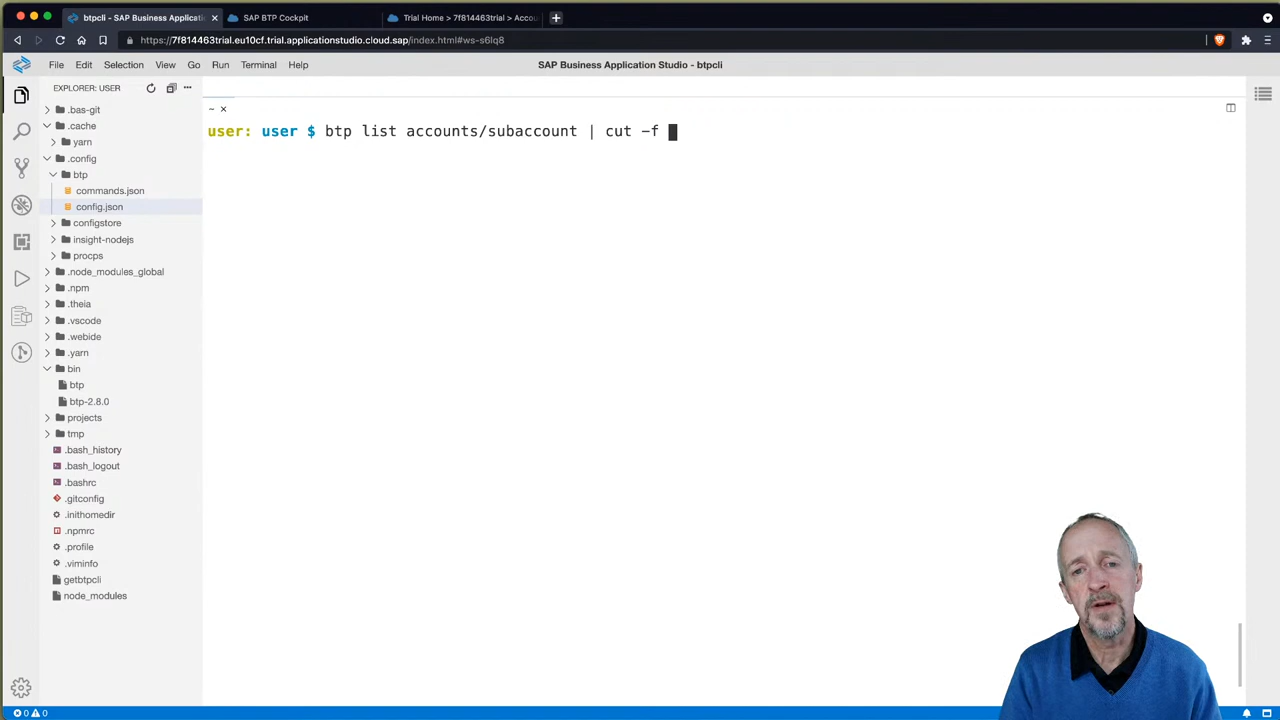 btpcli - SAP Business Applicati
SAP BTP Cockpit
Trial Home > 7f814463trial > Accou
https://7f814463trial.eu10cf.trial.applicationstudio.cloud.sap/index.html#ws-s6lq8
File Edit Selection View Go Run Terminal Help
SAP Business Application Studio - btpcli
EXPLORER: USER
~ ×
user: user $ btp list accounts/subaccount | cut -f
.bas-git
.cache
yarn
.config
btp
commands.json
config.json
configstore
insight-nodejs
procps
.node_modules_global
.npm
.theia
.vscode
.webide
.yarn
bin
btp
btp-2.8.0
projects
tmp
.bash_history
.bash_logout
.bashrc
.gitconfig
.inithomedir
.npmrc
.profile
.viminfo
getbtpcli
node_modules
0 0